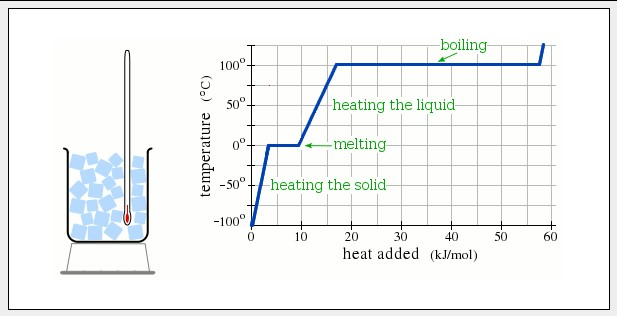 boiling
100°
50°
heating the liquid
0°
melting
-50°
heating the solid
-100°
temperature (°C)
0 10 20 30 40 50 60
heat added (kJ/mol)